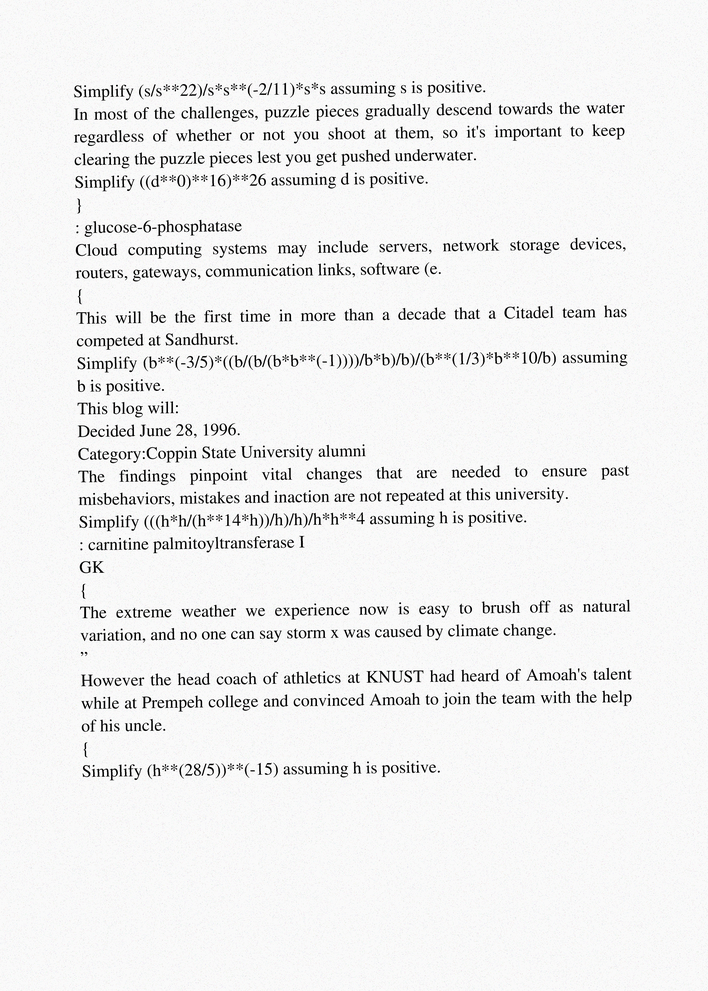 Simplify (s/s**22)/s*s**(-2/11)*s*s assuming s is positive.
In most of the challenges, puzzle pieces gradually descend towards the water
regardless of whether or not you shoot at them, so it's important to keep
clearing the puzzle pieces lest you get pushed underwater.
Simplify ((d**0)**16)**26 assuming d is positive.
}
: glucose-6-phosphatase
Cloud computing systems may include servers, network storage devices,
routers, gateways, communication links, software (e.
{
This will be the first time in more than a decade that a Citadel team has
competed at Sandhurst.
Simplify (b**(-3/5)*((b/(b/(b*b**(-1))))/b*b)/b)/(b**(1/3)*b**10/b) assuming
b is positive.
This blog will:
Decided June 28, 1996.
Category:Coppin State University alumni
The findings pinpoint vital changes that are needed to ensure past
misbehaviors, mistakes and inaction are not repeated at this university.
Simplify (((h*h/(h**14*h))/h)/h)/h*h**4 assuming h is positive.
: carnitine palmitoyltransferase I
GK
{
The extreme weather we experience now is easy to brush off as natural
variation, and no one can say storm x was caused by climate change.
”
However the head coach of athletics at KNUST had heard of Amoah's talent
while at Prempeh college and convinced Amoah to join the team with the help
of his uncle.
{
Simplify (h**(28/5))**(-15) assuming h is positive.